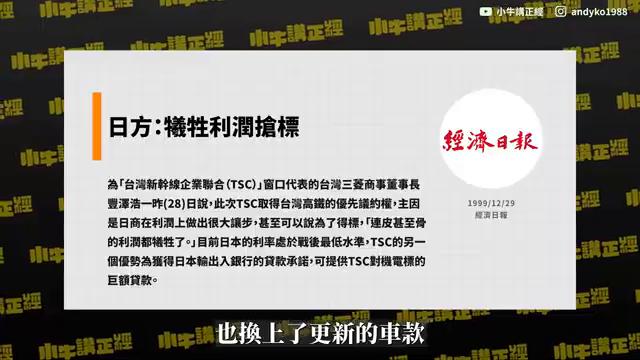 小牛講正經 andyko1988
日方：犧牲利潤搶標
經濟日報
1999/12/29
經濟日報
為「台灣新幹線企業聯合（TSC）」窗口代表的台灣三菱商事董事長
豐澤浩一昨(28)日說，此次TSC取得台灣高鐵的優先議約權，主因
是日商在利潤上做出很大讓步，甚至可以說為了得標，「連皮甚至骨
的利潤都犧牲了。」目前日本的利率處於戰後最低水準，TSC的另一
個優勢為獲得日本輸出入銀行的貸款承諾，可提供TSC對機電標的
巨額貸款。
也換上了更新的車款